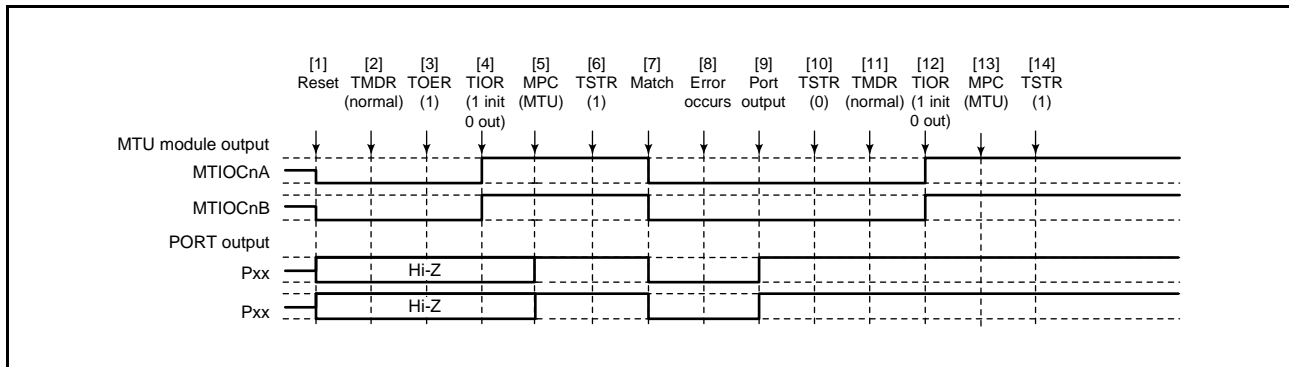 [1] [2] [3] [4] [5] [6] [7] [8] [9] [10] [11] [12] [13] [14]
Reset TMDR TOER TIOR MPC TSTR Match Error Port TSTR TMDR TIOR MPC TSTR
(normal) (1) (1 init (MTU) (1) occurs output (0) (normal) (1 init (MTU) (1)
0 out) 0 out)
MTU module output
MTIOCnA
MTIOCnB
PORT output
Pxx Hi-Z
Pxx Hi-Z